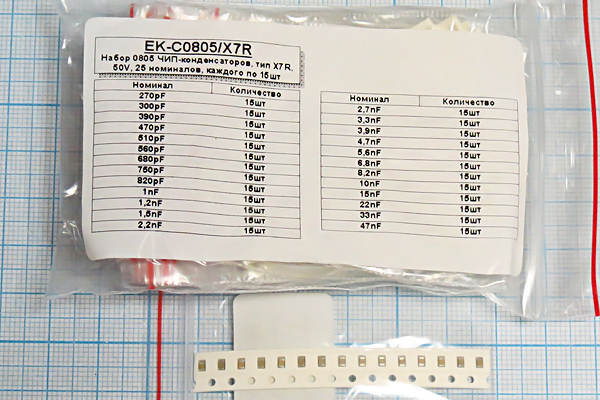 EK-C0805/X7R
Набор 0805 ЧИП-конденсаторов, тип X7R,
50V, 25 номиналов, каждого по 15шт
Номинал Количество
270pF 15шт
300pF 15шт
390pF 15шт
470pF 15шт
510pF 15шт
560pF 15шт
680pF 15шт
750pF 15шт
820pF 15шт
1nF 15шт
1,2nF 15шт
1,5nF 15шт
2,2nF 15шт
Номинал Количество
2,7nF 15шт
3,3nF 15шт
3,9nF 15шт
4,7nF 15шт
5,6nF 15шт
6,8nF 15шт
8,2nF 15шт
10nF 15шт
15nF 15шт
22nF 15шт
33nF 15шт
47nF 15шт